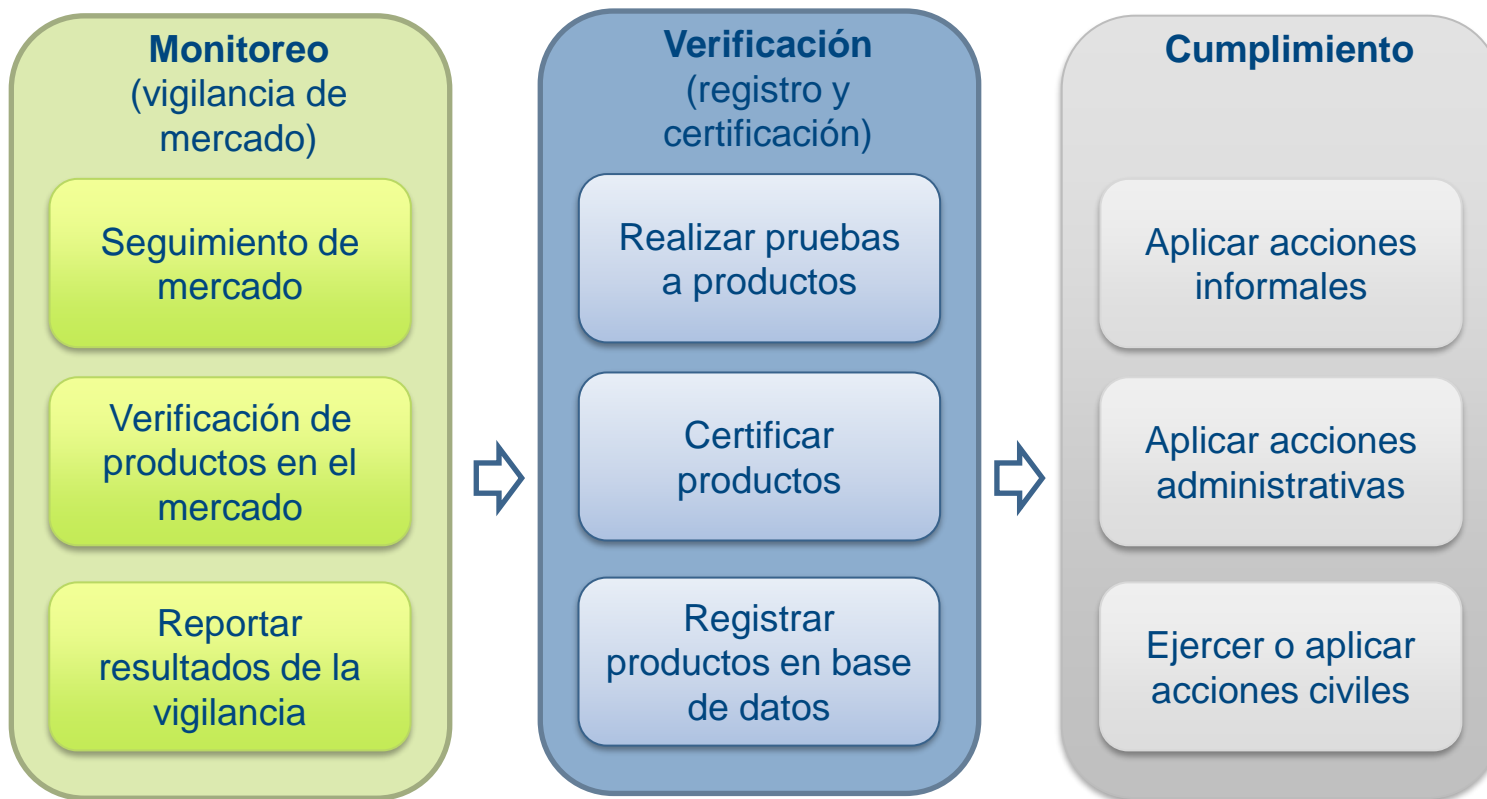 Monitoreo
(vigilancia de
mercado)
Seguimiento de
mercado
Verificación de
productos en el
mercado
Reportar
resultados de la
vigilancia
Verificación
(registro y
certificación)
Realizar pruebas
a productos
Certificar
productos
Registrar
productos en base
de datos
Cumplimiento
Aplicar acciones
informales
Aplicar acciones
administrativas
Ejercer o aplicar
acciones civiles